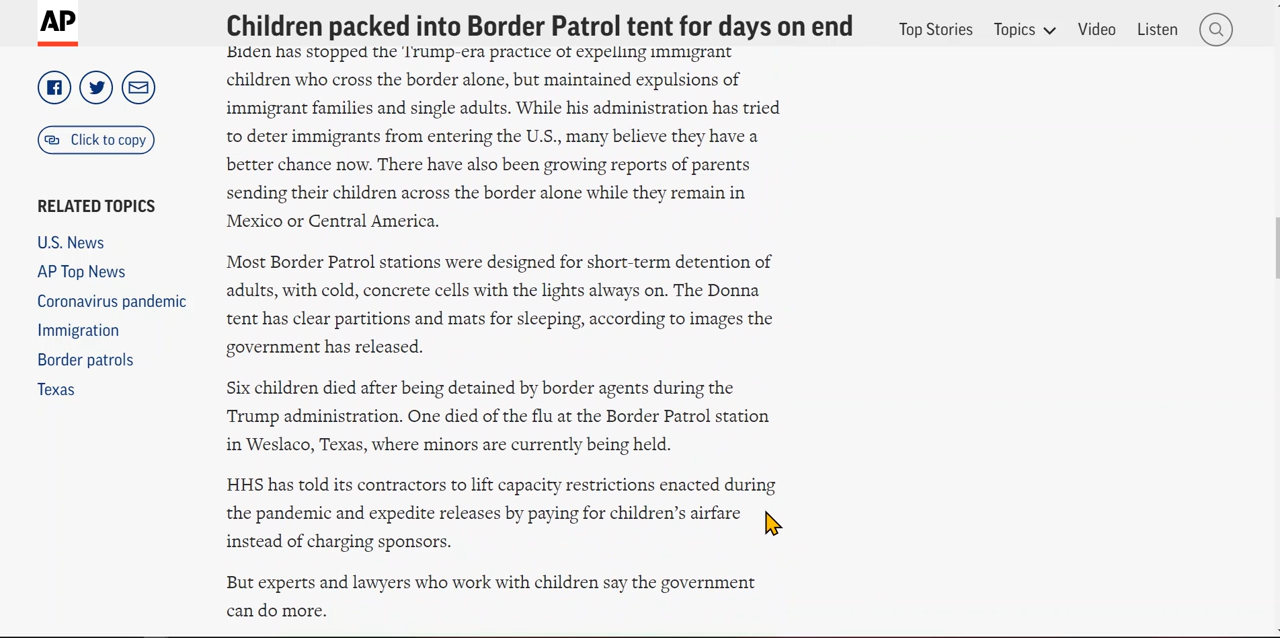 AP
Children packed into Border Patrol tent for days on end
Top Stories
Topics
Video
Listen
Click to copy
RELATED TOPICS
U.S. News
AP Top News
Coronavirus pandemic
Immigration
Border patrols
Texas
Biden has stopped the Trump-era practice of expelling immigrant
children who cross the border alone, but maintained expulsions of
immigrant families and single adults. While his administration has tried
to deter immigrants from entering the U.S., many believe they have a
better chance now. There have also been growing reports of parents
sending their children across the border alone while they remain in
Mexico or Central America.
Most Border Patrol stations were designed for short-term detention of
adults, with cold, concrete cells with the lights always on. The Donna
tent has clear partitions and mats for sleeping, according to images the
government has released.
Six children died after being detained by border agents during the
Trump administration. One died of the flu at the Border Patrol station
in Weslaco, Texas, where minors are currently being held.
HHS has told its contractors to lift capacity restrictions enacted during
the pandemic and expedite releases by paying for children’s airfare
instead of charging sponsors.
But experts and lawyers who work with children say the government
can do more.